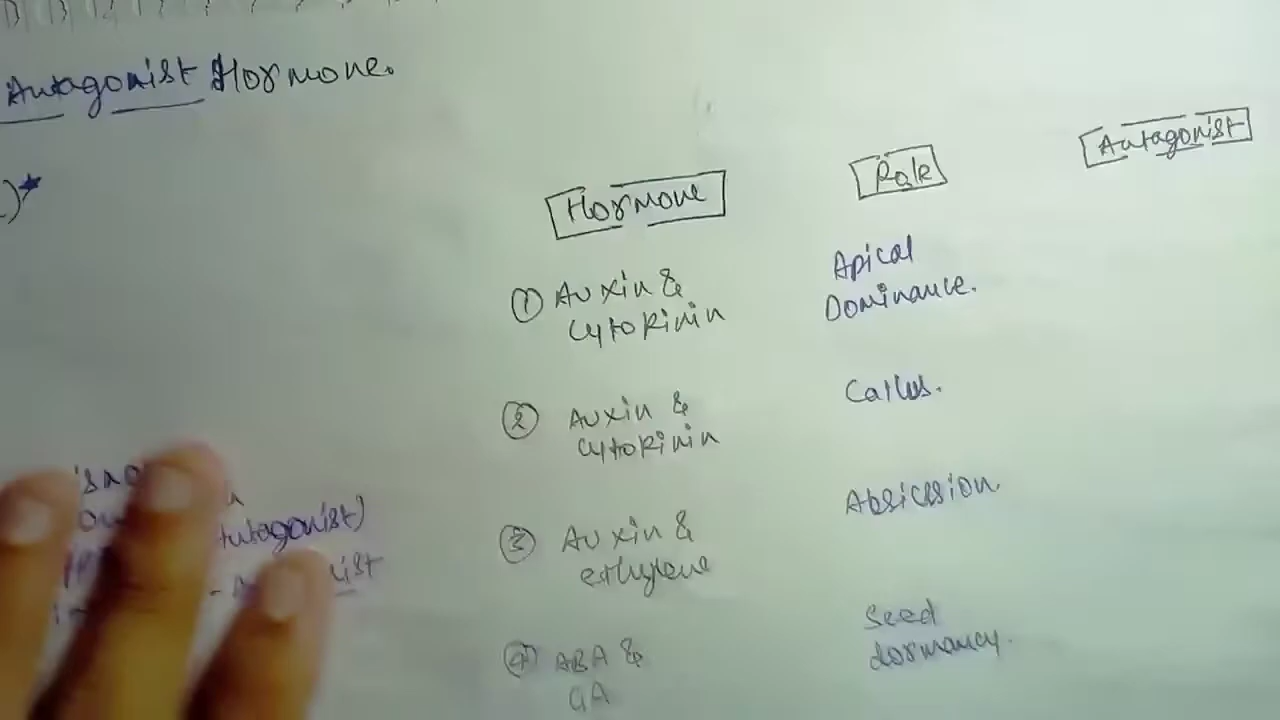 Antagonist Hormone.
Hormone
Role
Antagonist
① Auxin &
cytokinin
Apical
Dominance.
② Auxin &
cytokinin
Callus.
③ Auxin &
ethylene
Abscission.
④ ABA &
GA
Seed
dormancy.